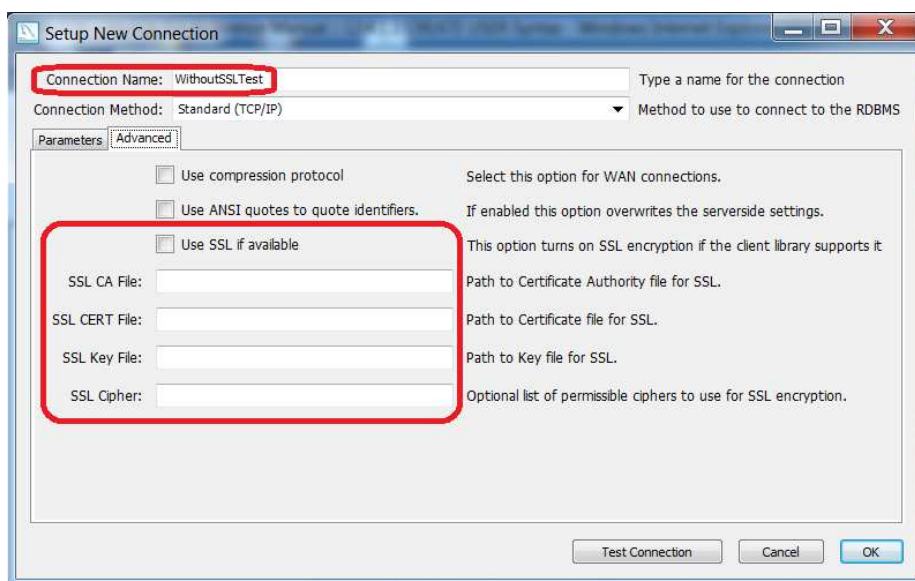 Setup New Connection
Connection Name: WithoutSSLTest Type a name for the connection
Connection Method: Standard (TCP/IP) Method to use to connect to the RDBMS
Parameters Advanced
Use compression protocol Select this option for WAN connections.
Use ANSI quotes to quote identifiers. If enabled this option overwrites the serverside settings.
Use SSL if available This option turns on SSL encryption if the client library supports it
SSL CA File: Path to Certificate Authority file for SSL.
SSL CERT File: Path to Certificate file for SSL.
SSL Key File: Path to Key file for SSL.
SSL Cipher: Optional list of permissible ciphers to use for SSL encryption.
Test Connection Cancel OK